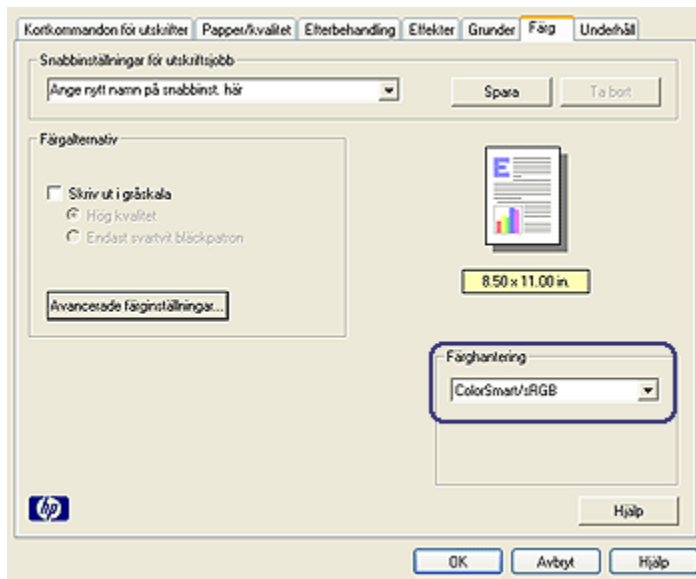 Kortkommandon för utskrifter Papper/kvalitet Efterbehandling Effekter Grunder Färg Underhåll
Snabbinställningar för utskriftsjobb
Ange nytt namn på snabbinst. här
Spara
Ta bort
Färgalternativ
Skriv ut i gråskala
Hög kvalitet
Endast svartvit bläckpatron
Avancerade färginställningar...
E
8.50 x 11.00 in.
Färghantering
ColorSmart/sRGB
hp
Hjälp
OK Avbryt Hjälp